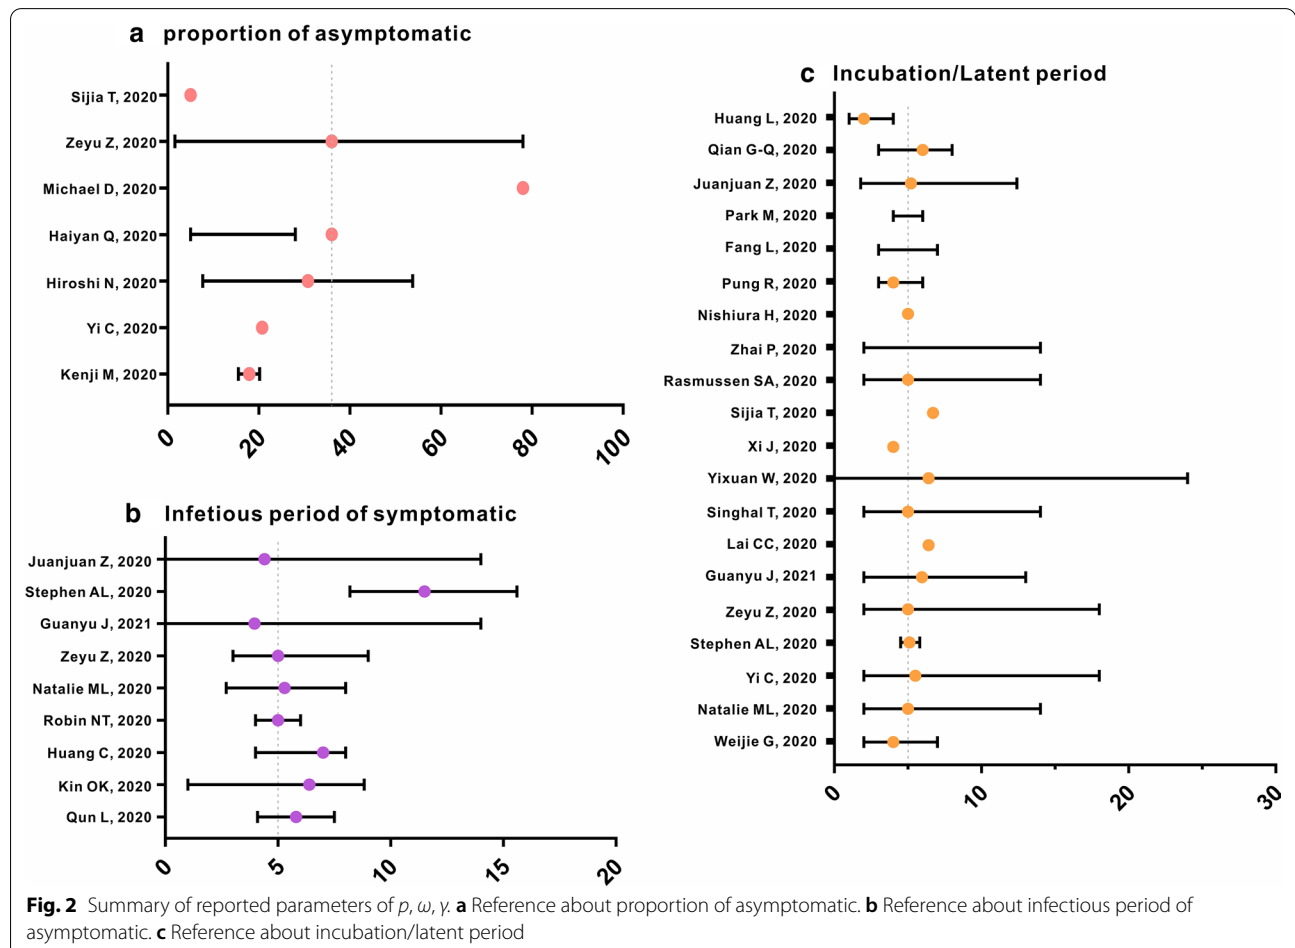 a proportion of asymptomatic
Sijia T, 2020
Zeyu Z, 2020
Michael D, 2020
Haiyan Q, 2020
Hiroshi N, 2020
Yi C, 2020
Kenji M, 2020
0 20 40 60 80 100
b Infetious period of symptomatic
Juanjuan Z, 2020
Stephen AL, 2020
Guanyu J, 2021
Zeyu Z, 2020
Natalie ML, 2020
Robin NT, 2020
Huang C, 2020
Kin OK, 2020
Qun L, 2020
0 5 10 15 20
c Incubation/Latent period
Huang L, 2020
Qian G-Q, 2020
Juanjuan Z, 2020
Park M, 2020
Fang L, 2020
Pung R, 2020
Nishiura H, 2020
Zhai P, 2020
Rasmussen SA, 2020
Sijia T, 2020
Xi J, 2020
Yixuan W, 2020
Singhal T, 2020
Lai CC, 2020
Guanyu J, 2021
Zeyu Z, 2020
Stephen AL, 2020
Yi C, 2020
Natalie ML, 2020
Weijie G, 2020
0 10 20 30
Fig. 2 Summary of reported parameters of p, ω, γ. a Reference about proportion of asymptomatic. b Reference about infectious period of
asymptomatic. c Reference about incubation/latent period